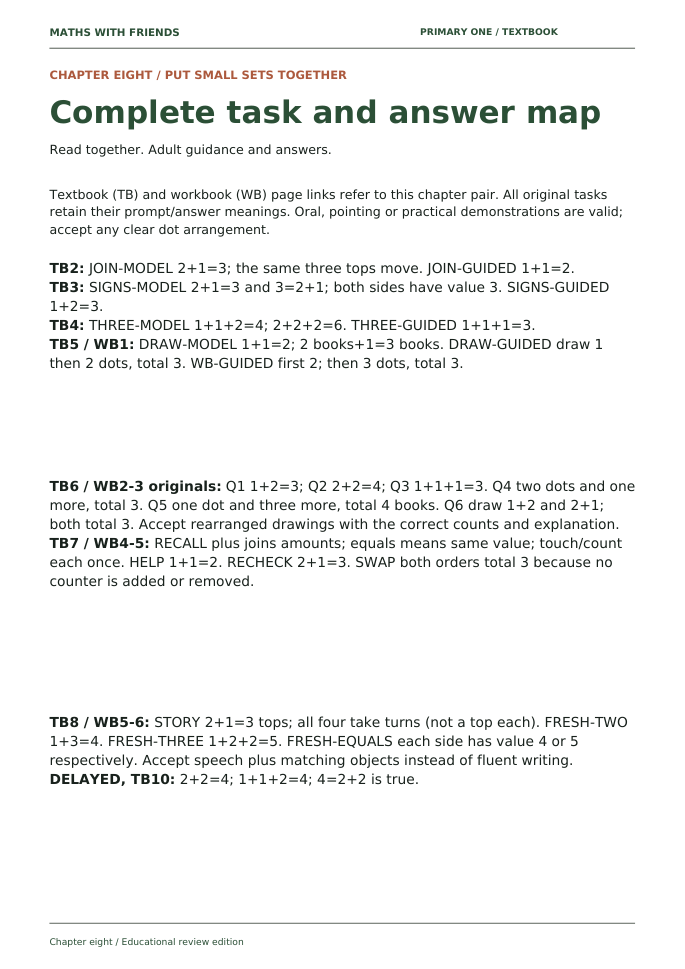 MATHS WITH FRIENDS
PRIMARY ONE / TEXTBOOK
CHAPTER EIGHT / PUT SMALL SETS TOGETHER
Complete task and answer map
Read together. Adult guidance and answers.
Textbook (TB) and workbook (WB) page links refer to this chapter pair. All original tasks
retain their prompt/answer meanings. Oral, pointing or practical demonstrations are valid;
accept any clear dot arrangement.
TB2: JOIN-MODEL 2+1=3; the same three tops move. JOIN-GUIDED 1+1=2.
TB3: SIGNS-MODEL 2+1=3 and 3=2+1; both sides have value 3. SIGNS-GUIDED
1+2=3.
TB4: THREE-MODEL 1+1+2=4; 2+2+2=6. THREE-GUIDED 1+1+1=3.
TB5 / WB1: DRAW-MODEL 1+1=2; 2 books+1=3 books. DRAW-GUIDED draw 1
then 2 dots, total 3. WB-GUIDED first 2; then 3 dots, total 3.
TB6 / WB2-3 originals: Q1 1+2=3; Q2 2+2=4; Q3 1+1+1=3. Q4 two dots and one
more, total 3. Q5 one dot and three more, total 4 books. Q6 draw 1+2 and 2+1;
both total 3. Accept rearranged drawings with the correct counts and explanation.
TB7 / WB4-5: RECALL plus joins amounts; equals means same value; touch/count
each once. HELP 1+1=2. RECHECK 2+1=3. SWAP both orders total 3 because no
counter is added or removed.
TB8 / WB5-6: STORY 2+1=3 tops; all four take turns (not a top each). FRESH-TWO
1+3=4. FRESH-THREE 1+2+2=5. FRESH-EQUALS each side has value 4 or 5
respectively. Accept speech plus matching objects instead of fluent writing.
DELAYED, TB10: 2+2=4; 1+1+2=4; 4=2+2 is true.
Chapter eight / Educational review edition